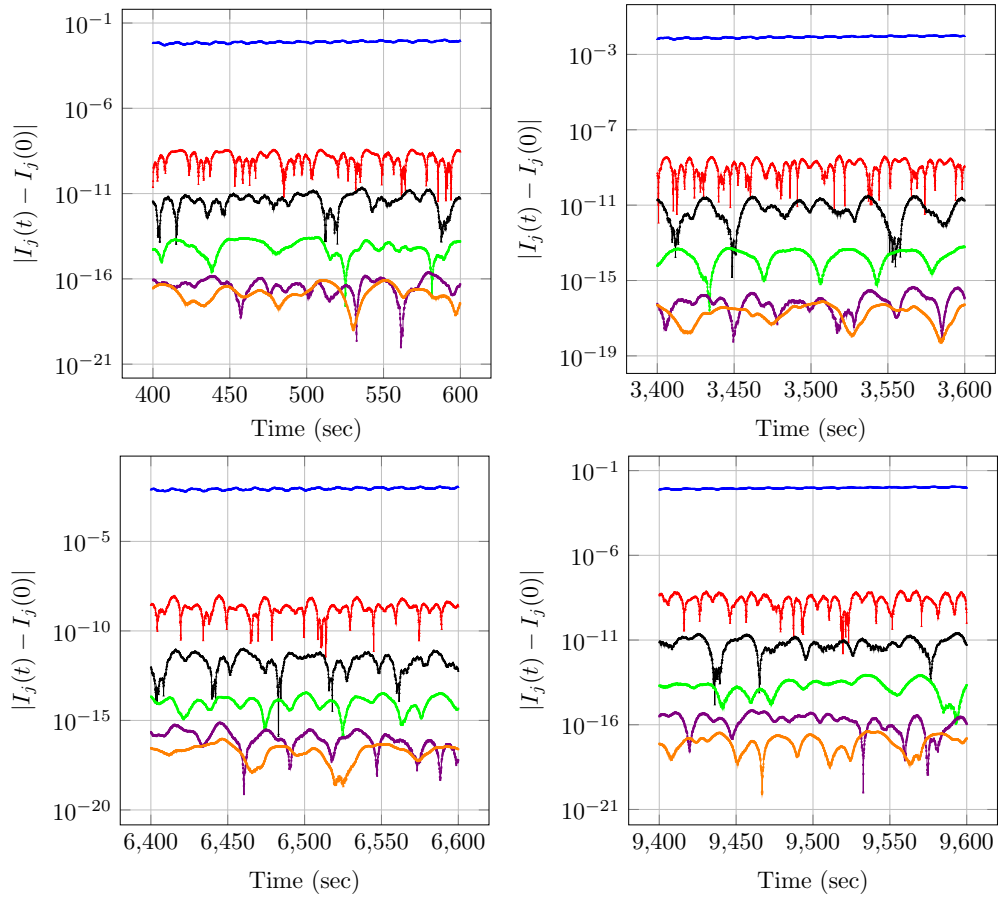 10^{-1}
10^{-6}
10^{-11}
10^{-16}
10^{-21}
|I_j(t) − I_j(0)|
400 450 500 550 600
Time (sec)
10^{-3}
10^{-7}
10^{-11}
10^{-15}
10^{-19}
|I_j(t) − I_j(0)|
3,400 3,450 3,500 3,550 3,600
Time (sec)
10^{-5}
10^{-10}
10^{-15}
10^{-20}
|I_j(t) − I_j(0)|
6,400 6,450 6,500 6,550 6,600
Time (sec)
10^{-1}
10^{-6}
10^{-11}
10^{-16}
10^{-21}
|I_j(t) − I_j(0)|
9,400 9,450 9,500 9,550 9,600
Time (sec)